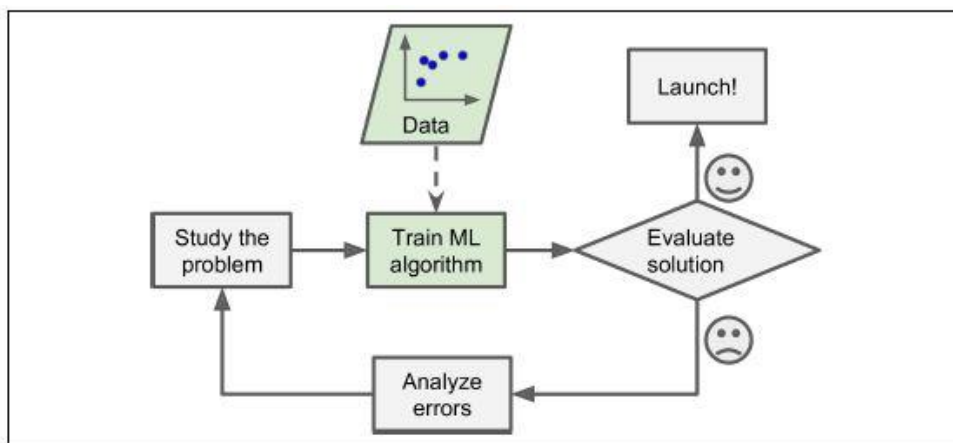 Data
Launch!
Study the
problem
Train ML
algorithm
Evaluate
solution
Analyze
errors